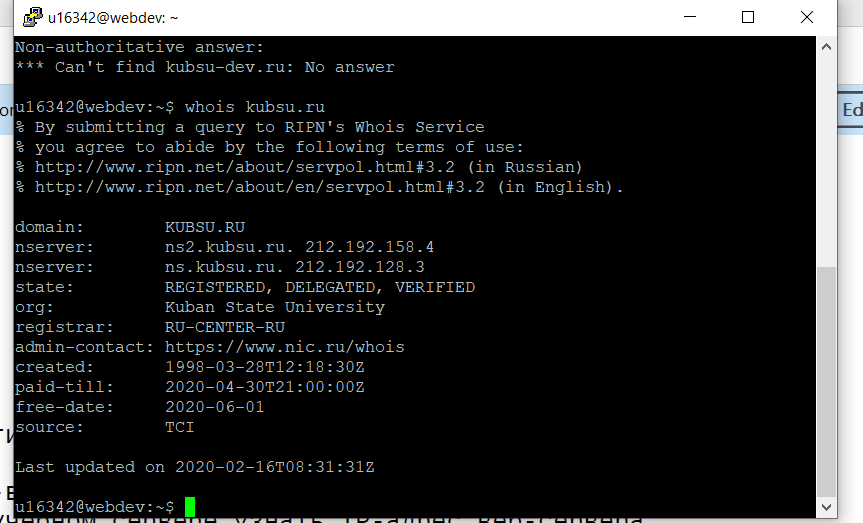 u16342@webdev: ~
Non-authoritative answer:
*** Can't find kubsu-dev.ru: No answer
u16342@webdev:~$ whois kubsu.ru
% By submitting a query to RIPN's Whois Service
% you agree to abide by the following terms of use:
% http://www.ripn.net/about/servpol.html#3.2 (in Russian)
% http://www.ripn.net/about/en/servpol.html#3.2 (in English).
domain: KUBSU.RU
nserver: ns2.kubsu.ru. 212.192.158.4
nserver: ns.kubsu.ru. 212.192.128.3
state: REGISTERED, DELEGATED, VERIFIED
org: Kuban State University
registrar: RU-CENTER-RU
admin-contact: https://www.nic.ru/whois
created: 1998-03-28T12:18:30Z
paid-till: 2020-04-30T21:00:00Z
free-date: 2020-06-01
source: TCI
Last updated on 2020-02-16T08:31:31Z
u16342@webdev:~$
Ed